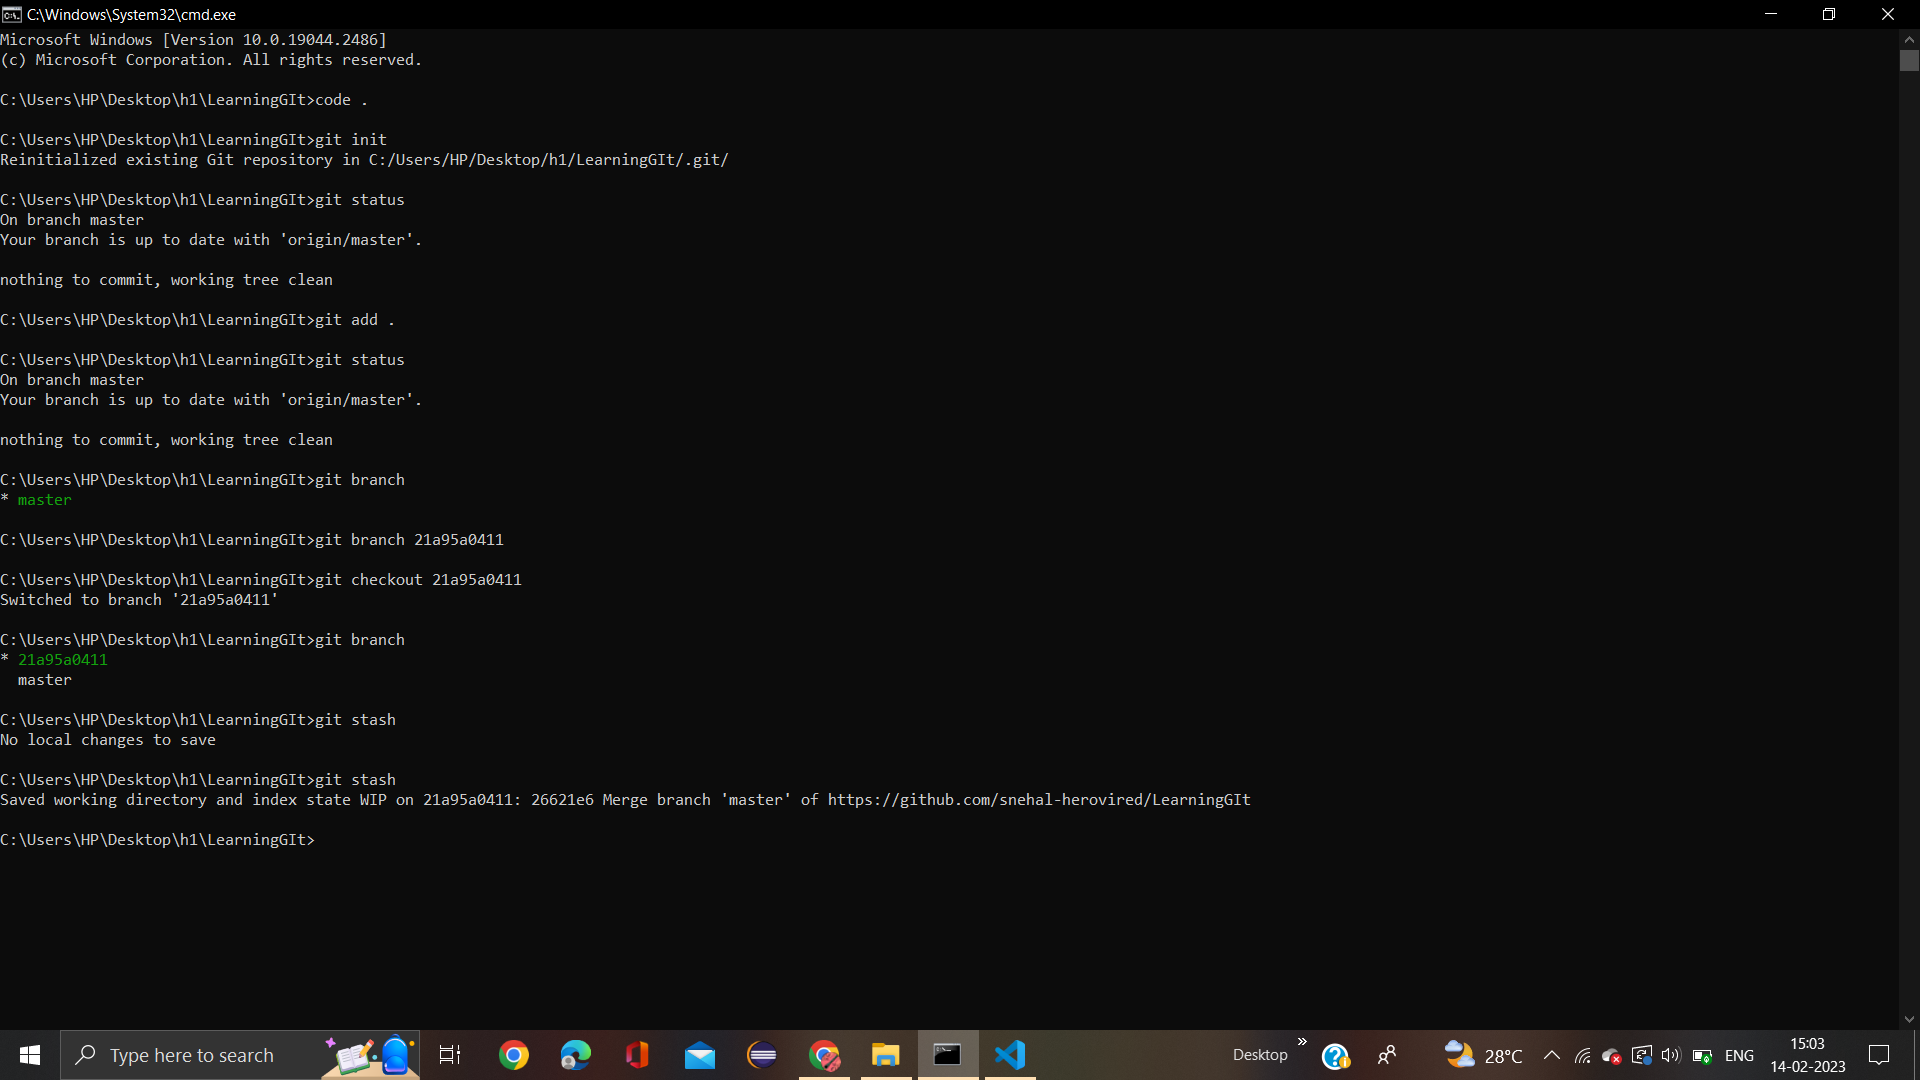 C:\Windows\System32\cmd.exe
Microsoft Windows [Version 10.0.19044.2486]
(c) Microsoft Corporation. All rights reserved.
C:\Users\HP\Desktop\h1\LearningGIt>code .
C:\Users\HP\Desktop\h1\LearningGIt>git init
Reinitialized existing Git repository in C:/Users/HP/Desktop/h1/LearningGIt/.git/
C:\Users\HP\Desktop\h1\LearningGIt>git status
On branch master
Your branch is up to date with 'origin/master'.
nothing to commit, working tree clean
C:\Users\HP\Desktop\h1\LearningGIt>git add .
C:\Users\HP\Desktop\h1\LearningGIt>git status
On branch master
Your branch is up to date with 'origin/master'.
nothing to commit, working tree clean
C:\Users\HP\Desktop\h1\LearningGIt>git branch
* master
C:\Users\HP\Desktop\h1\LearningGIt>git branch 21a95a0411
C:\Users\HP\Desktop\h1\LearningGIt>git checkout 21a95a0411
Switched to branch '21a95a0411'
C:\Users\HP\Desktop\h1\LearningGIt>git branch
* 21a95a0411
  master
C:\Users\HP\Desktop\h1\LearningGIt>git stash
No local changes to save
C:\Users\HP\Desktop\h1\LearningGIt>git stash
Saved working directory and index state WIP on 21a95a0411: 26621e6 Merge branch 'master' of https://github.com/snehal-herovired/LearningGIt
C:\Users\HP\Desktop\h1\LearningGIt>
Type here to search
Desktop
28°C
ENG
15:03
14-02-2023